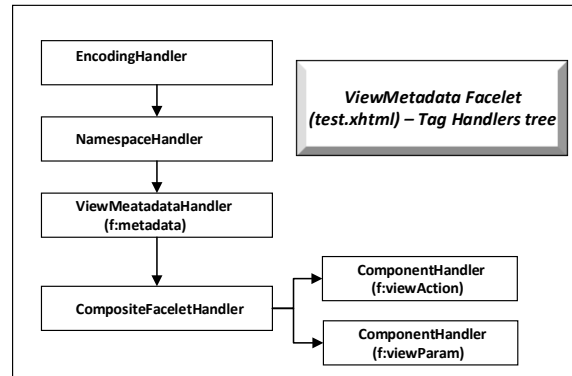 EncodingHandler
ViewMetadata Facelet
(test.xhtml) – Tag Handlers tree
NamespaceHandler
ViewMeatadataHandler
(f:metadata)
ComponentHandler
(f:viewAction)
CompositeFaceletHandler
ComponentHandler
(f:viewParam)